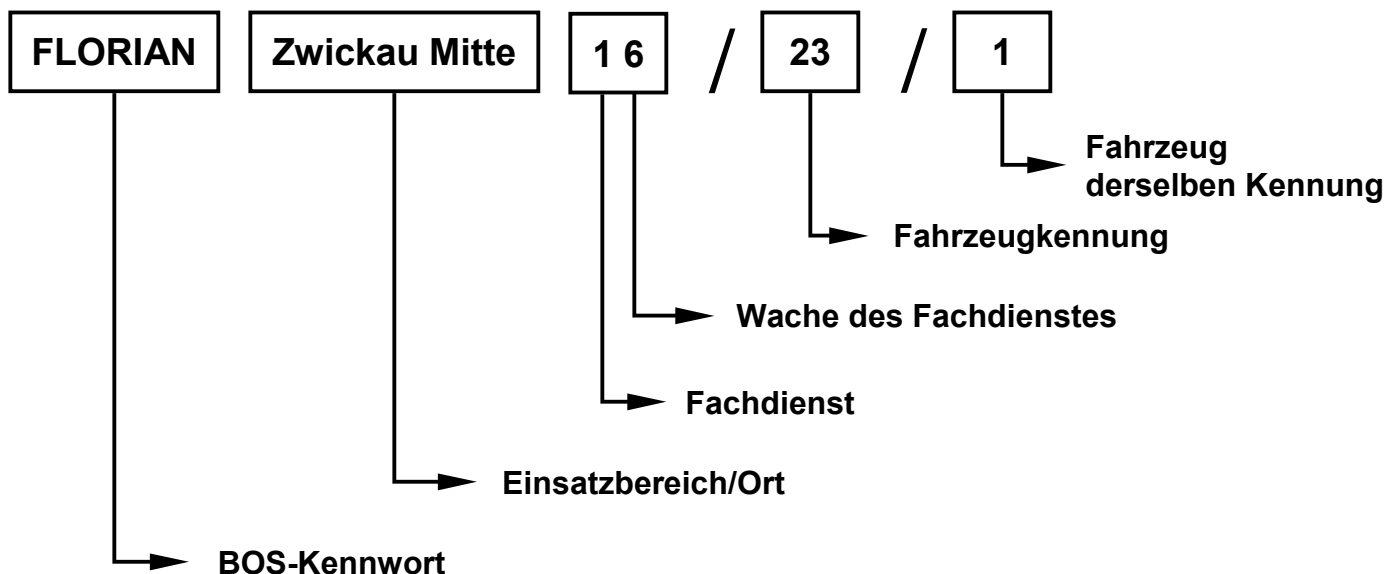 FLORIAN Zwickau Mitte 1 6 / 23 / 1
Fahrzeug
derselben Kennung
Fahrzeugkennung
Wache des Fachdienstes
Fachdienst
Einsatzbereich/Ort
BOS-Kennwort